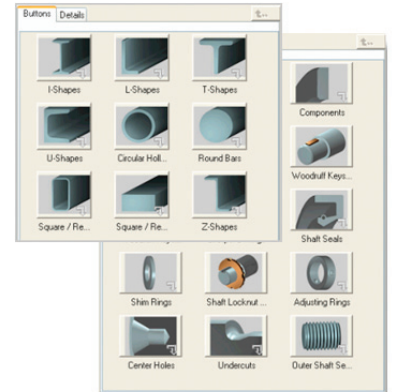 Buttons Details
I-Shapes L-Shapes T-Shapes
U-Shapes Circular Holl... Round Bars
Square / Re... Square / Re... Z-Shapes
Components
Woodruff Keys...
Shaft Seals
Shim Rings Shaft Locknut ... Adjusting Rings
Center Holes Undercuts Outer Shaft Se...